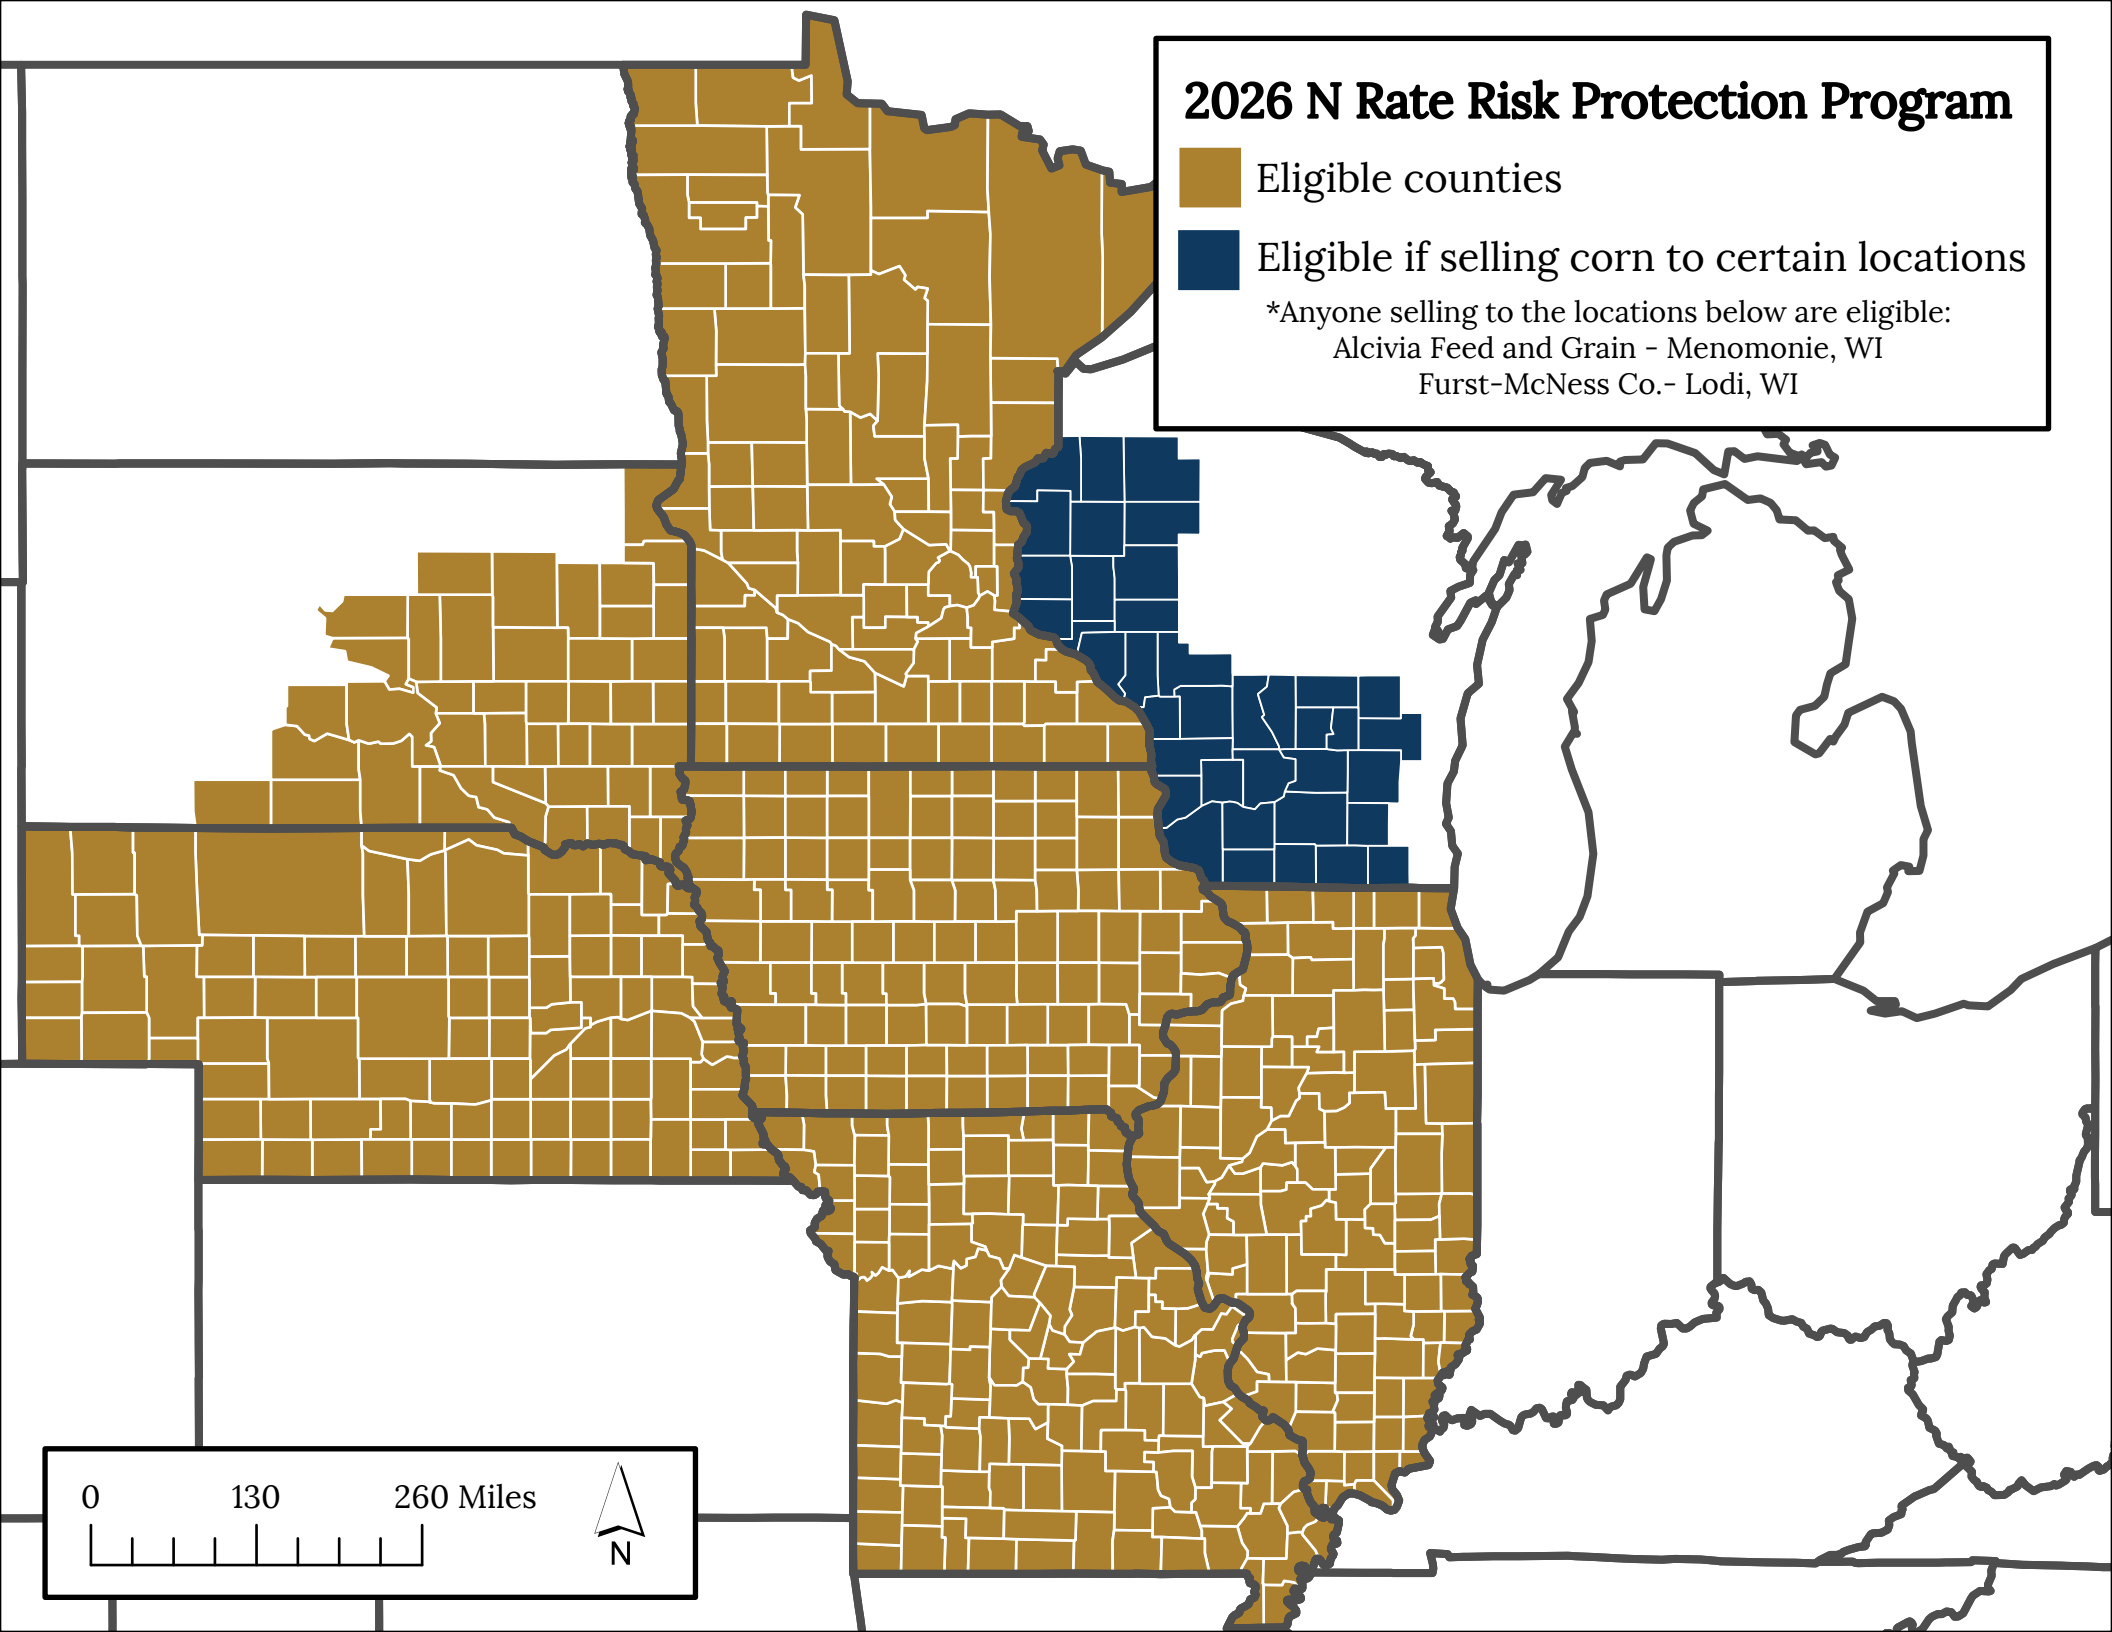 2026 N Rate Risk Protection Program
Eligible counties
Eligible if selling corn to certain locations
*Anyone selling to the locations below are eligible:
Alcivia Feed and Grain - Menomonie, WI
Furst-McNess Co.- Lodi, WI
0 130 260 Miles
N